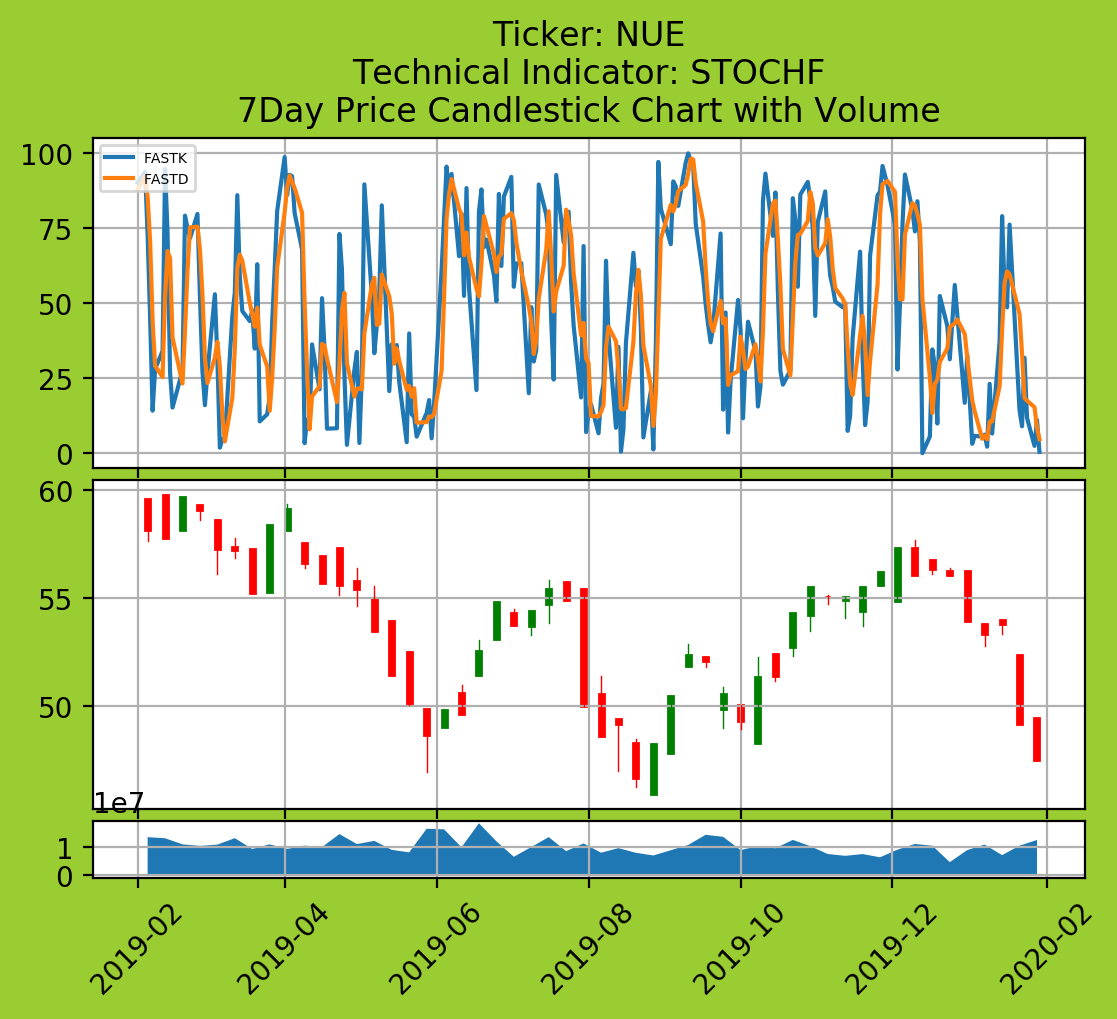 Ticker: NUE
Technical Indicator: STOCHF
7Day Price Candlestick Chart with Volume
100
75
50
25
0
FASTK
FASTD
60
55
50
1e7
1
0
2019-02
2019-04
2019-06
2019-08
2019-10
2019-12
2020-02